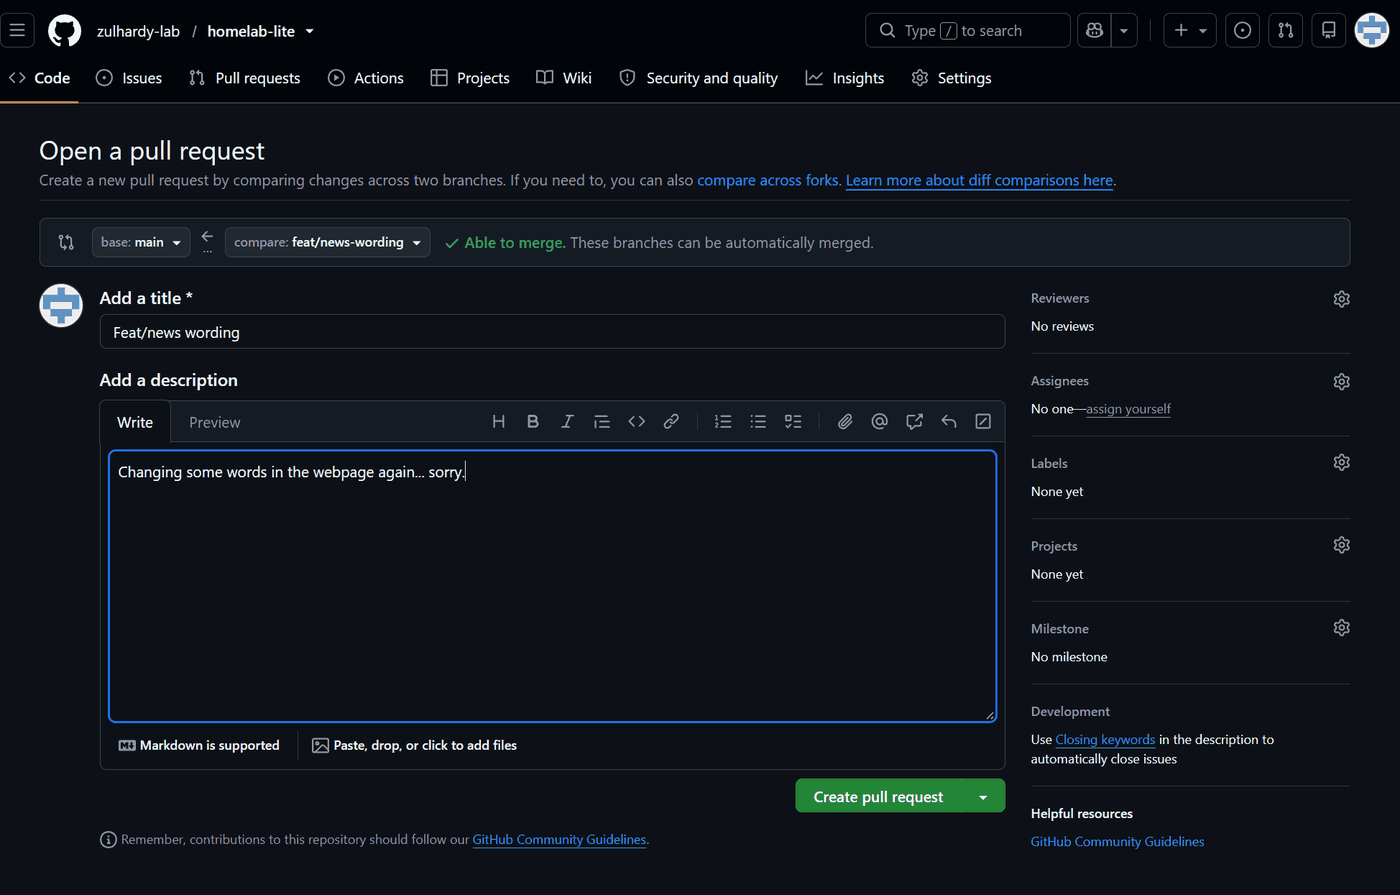 zulhardy-lab / homelab-lite
Type / to search
Code Issues Pull requests Actions Projects Wiki Security and quality Insights Settings
Open a pull request
Create a new pull request by comparing changes across two branches. If you need to, you can also compare across forks. Learn more about diff comparisons here.
base: main ← ... compare: feat/news-wording Able to merge. These branches can be automatically merged.
Add a title *
Feat/news wording
Add a description
Write Preview
Changing some words in the webpage again... sorry.
Markdown is supported
Paste, drop, or click to add files
Create pull request
Remember, contributions to this repository should follow our GitHub Community Guidelines.
Reviewers
No reviews
Assignees
No one—assign yourself
Labels
None yet
Projects
None yet
Milestone
No milestone
Development
Use Closing keywords in the description to
automatically close issues
Helpful resources
GitHub Community Guidelines